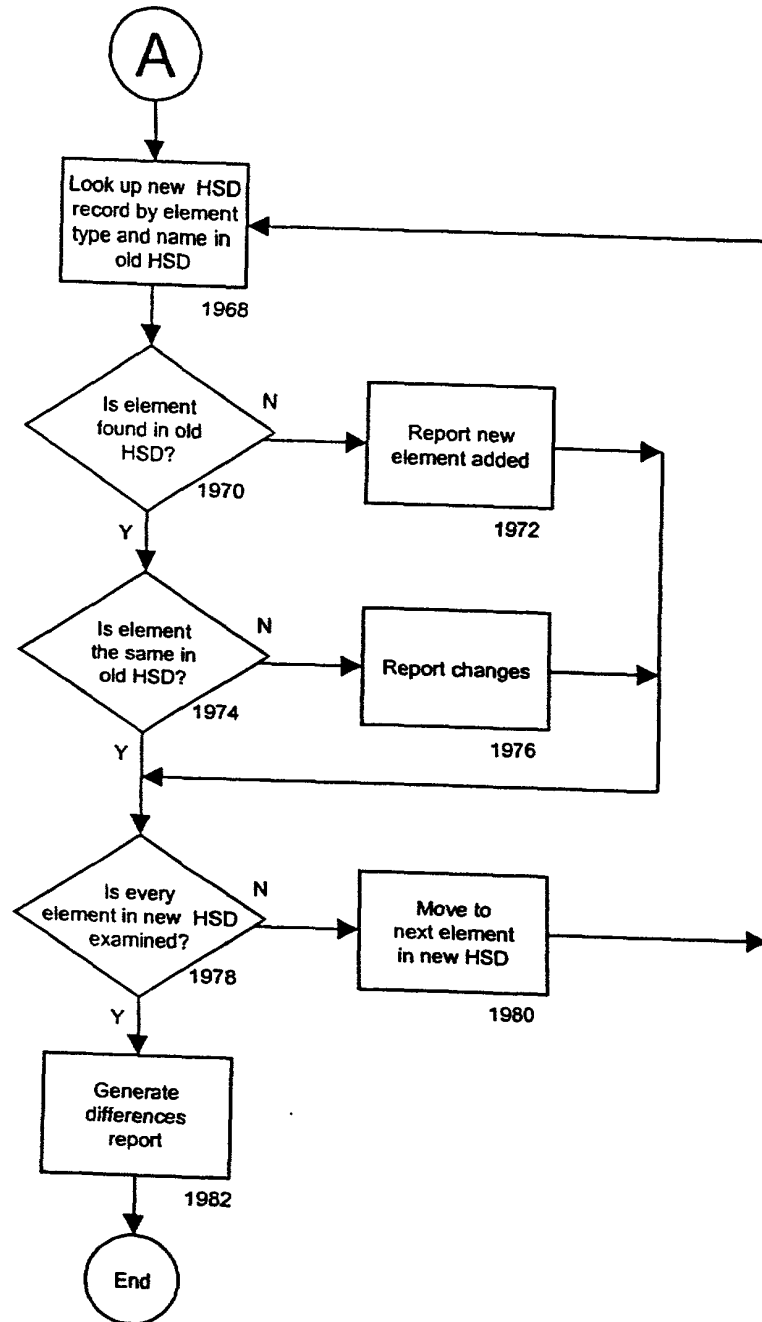 A
Look up new HSD
record by element
type and name in
old HSD
1968
Is element
found in old
HSD?
N
1970
Y
Report new
element added
1972
Is element
the same in
old HSD?
N
1974
Y
Report changes
1976
Is every
element in new HSD
examined?
N
1978
Y
Move to
next element
in new HSD
1980
Generate
differences
report
1982
End